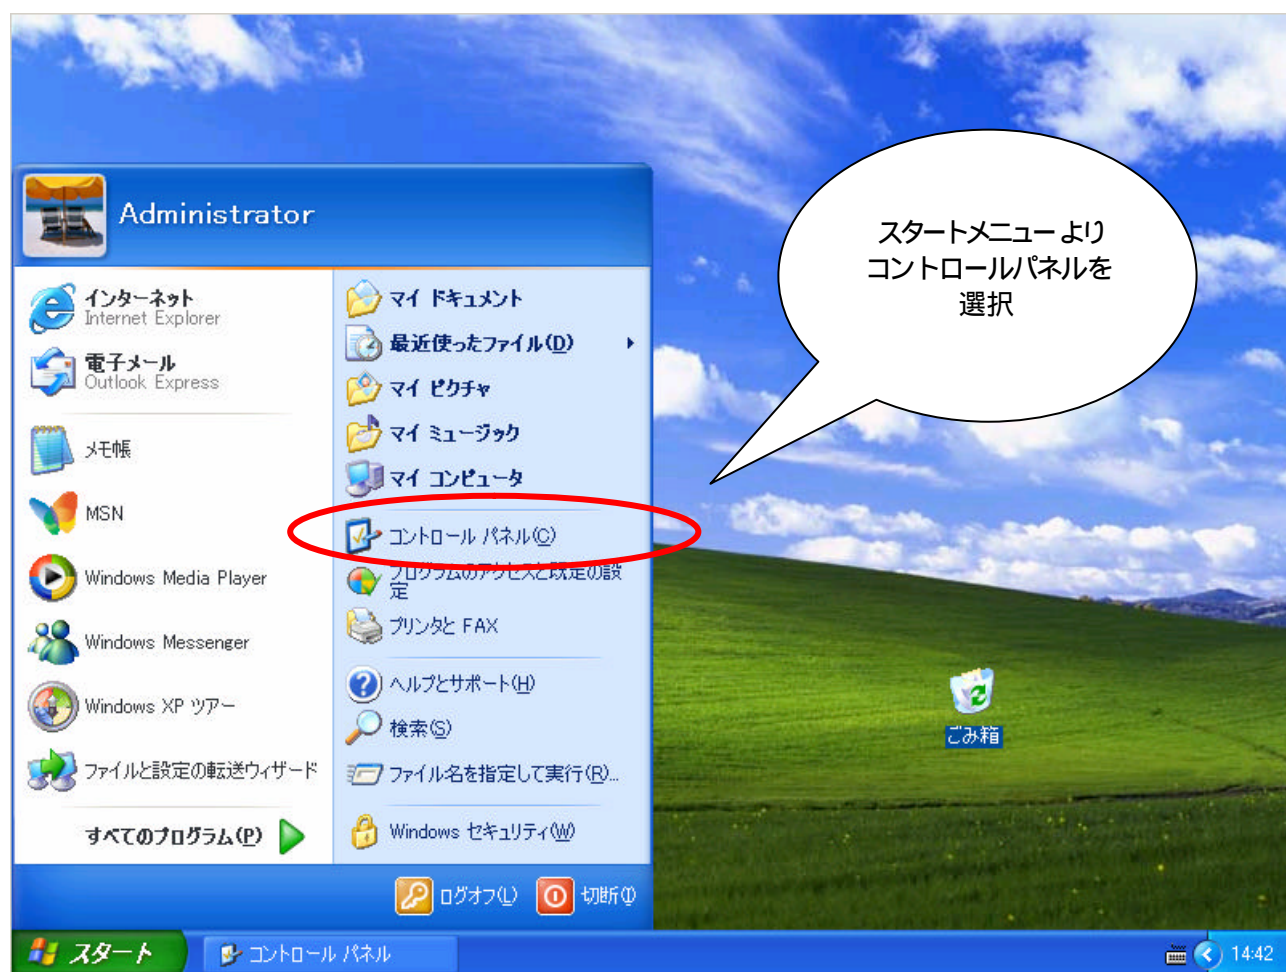 Administrator
インターネット
Internet Explorer
電子メール
Outlook Express
メモ帳
MSN
Windows Media Player
Windows Messenger
Windows XP ツアー
ファイルと設定の転送ウィザード
すべてのプログラム(P)
マイ ドキュメント
最近使ったファイル(D)
マイ ピクチャ
マイ ミュージック
マイ コンピュータ
コントロール パネル(C)
プログラムのアクセスと既定の設
定
プリンタと FAX
ヘルプとサポート(H)
検索(S)
ファイル名を指定して実行(R)...
Windows セキュリティ(W)
ログオフ(L)
切断(I)
スタートメニューより
コントロールパネルを
選択
ごみ箱
スタート
コントロール パネル
14:42